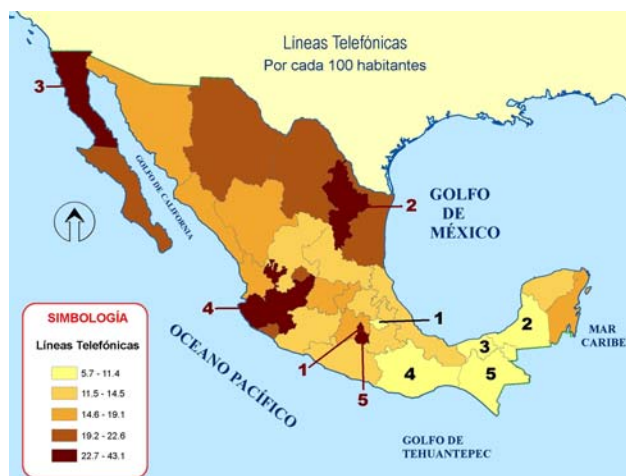 Líneas Telefónicas
Por cada 100 habitantes
3
GOLFO DE CALIFORNIA
2
GOLFO
DE
MÉXICO
4
1
2
MAR
CARIBE
3
4
5
1
5
OCEANO PACÍFICO
GOLFO DE
TEHUANTEPEC
SIMBOLOGÍA
Líneas Telefónicas
5.7 - 11.4
11.5 - 14.5
14.6 - 19.1
19.2 - 22.6
22.7 - 43.1